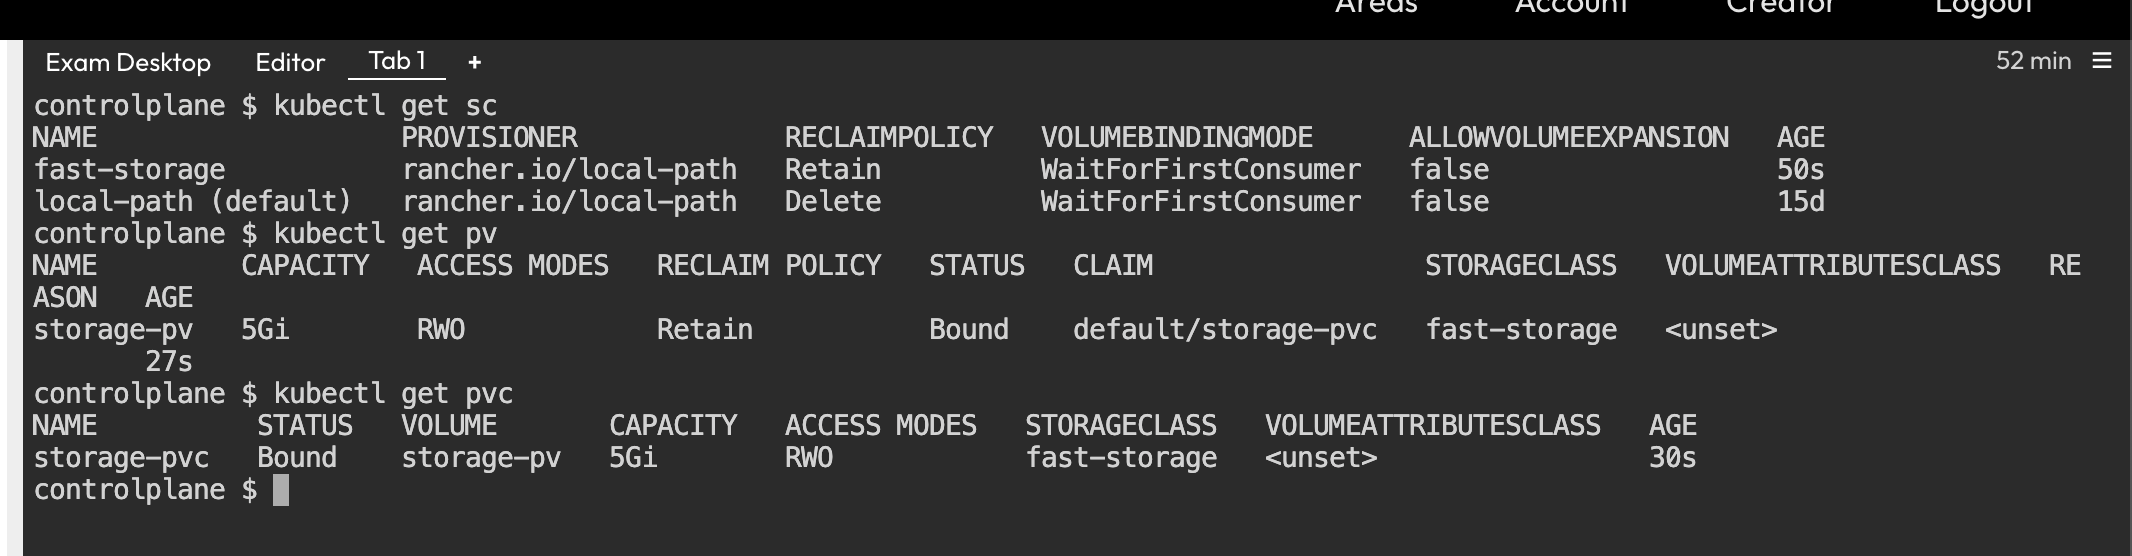 Areas Account Creator Logout
Exam Desktop Editor Tab 1 + 52 min
controlplane $ kubectl get sc
NAME PROVISIONER RECLAIMPOLICY VOLUMEBINDINGMODE ALLOWVOLUMEEXPANSION AGE
fast-storage rancher.io/local-path Retain WaitForFirstConsumer false 50s
local-path (default) rancher.io/local-path Delete WaitForFirstConsumer false 15d
controlplane $ kubectl get pv
NAME CAPACITY ACCESS MODES RECLAIM POLICY STATUS CLAIM STORAGECLASS VOLUMEATTRIBUTESCLASS RE
ASON AGE
storage-pv 5Gi RWO Retain Bound default/storage-pvc fast-storage <unset>
27s
controlplane $ kubectl get pvc
NAME STATUS VOLUME CAPACITY ACCESS MODES STORAGECLASS VOLUMEATTRIBUTESCLASS AGE
storage-pvc Bound storage-pv 5Gi RWO fast-storage <unset> 30s
controlplane $